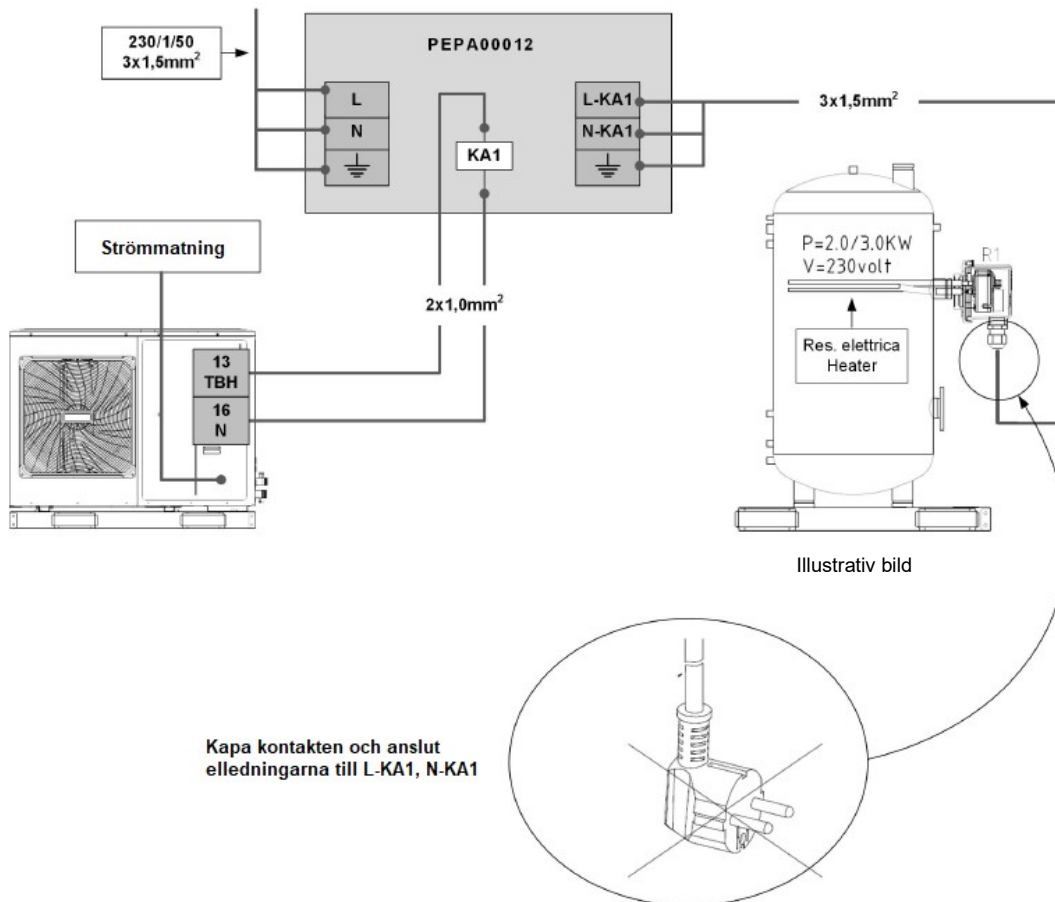 230/1/50
3x1,5mm²
PEPA00012
L
N
KA1
L-KA1
N-KA1
3x1,5mm²
Strömmatning
2x1,0mm²
13
TBH
16
N
P=2.0/3.0KW
V=230volt
R1
Res. elettrica
Heater
Illustrativ bild
Kapa kontakten och anslut
elledningarna till L-KA1, N-KA1